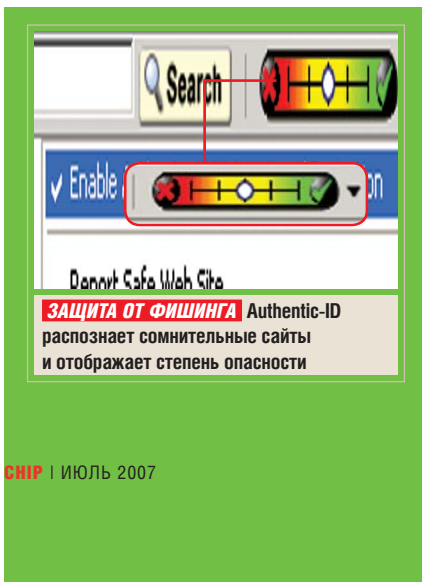 Search
Enable
on
Report Safe Web Site
ЗАЩИТА ОТ ФИШИНГА Authentic-ID
распознает сомнительные сайты
и отображает степень опасности
CHIP | ИЮЛЬ 2007